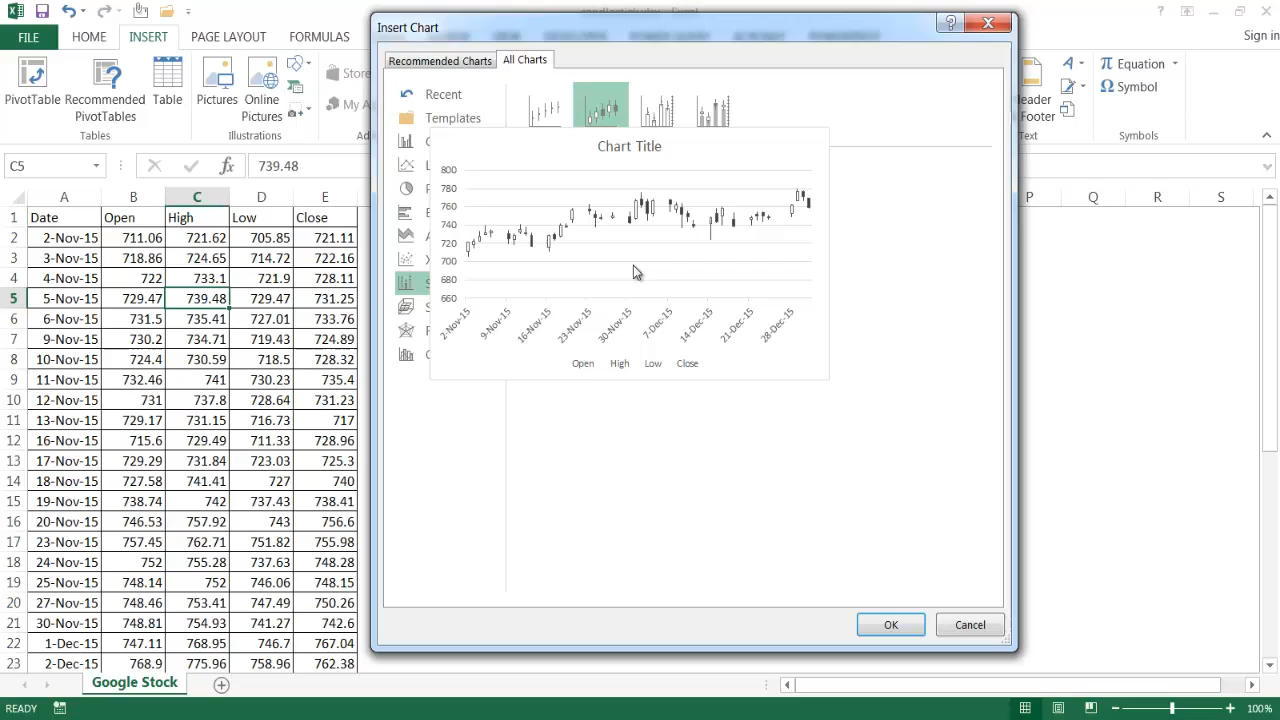 Excel
?
Insert Chart
?
FILE
HOME
INSERT
PAGE LAYOUT
FORMULAS
Sign in
PivotTable
Recommended
PivotTables
Table
Tables
Pictures
Online
Pictures
Illustrations
Store
My A
Header
Footer
Text
Equation
Symbol
Symbols
Recommended Charts
All Charts
Recent
Templates
Chart Title
800
780
760
740
720
700
680
660
2-Nov-15
9-Nov-15
16-Nov-15
23-Nov-15
30-Nov-15
7-Dec-15
14-Dec-15
21-Dec-15
28-Dec-15
Open High Low Close
OK
Cancel
C5
fx
739.48
A B C D E
P Q R S
1 Date Open High Low Close
2 2-Nov-15 711.06 721.62 705.85 721.11
3 3-Nov-15 718.86 724.65 714.72 722.16
4 4-Nov-15 722 733.1 721.9 728.11
5 5-Nov-15 729.47 739.48 729.47 731.25
6 6-Nov-15 731.5 735.41 727.01 733.76
7 9-Nov-15 730.2 734.71 719.43 724.89
8 10-Nov-15 724.4 730.59 718.5 728.32
9 11-Nov-15 732.46 741 730.23 735.4
10 12-Nov-15 731 737.8 728.64 731.23
11 13-Nov-15 729.17 731.15 716.73 717
12 16-Nov-15 715.6 729.49 711.33 728.96
13 17-Nov-15 729.29 731.84 723.03 725.3
14 18-Nov-15 727.58 741.41 727 740
15 19-Nov-15 738.74 742 737.43 738.41
16 20-Nov-15 746.53 757.92 743 756.6
17 23-Nov-15 757.45 762.71 751.82 755.98
18 24-Nov-15 752 755.28 737.63 748.28
19 25-Nov-15 748.14 752 746.06 748.15
20 27-Nov-15 748.46 753.41 747.49 750.26
21 30-Nov-15 748.81 754.93 741.27 742.6
22 1-Dec-15 747.11 768.95 746.7 767.04
23 2-Dec-15 768.9 775.96 758.96 762.38
Google Stock
READY
100%